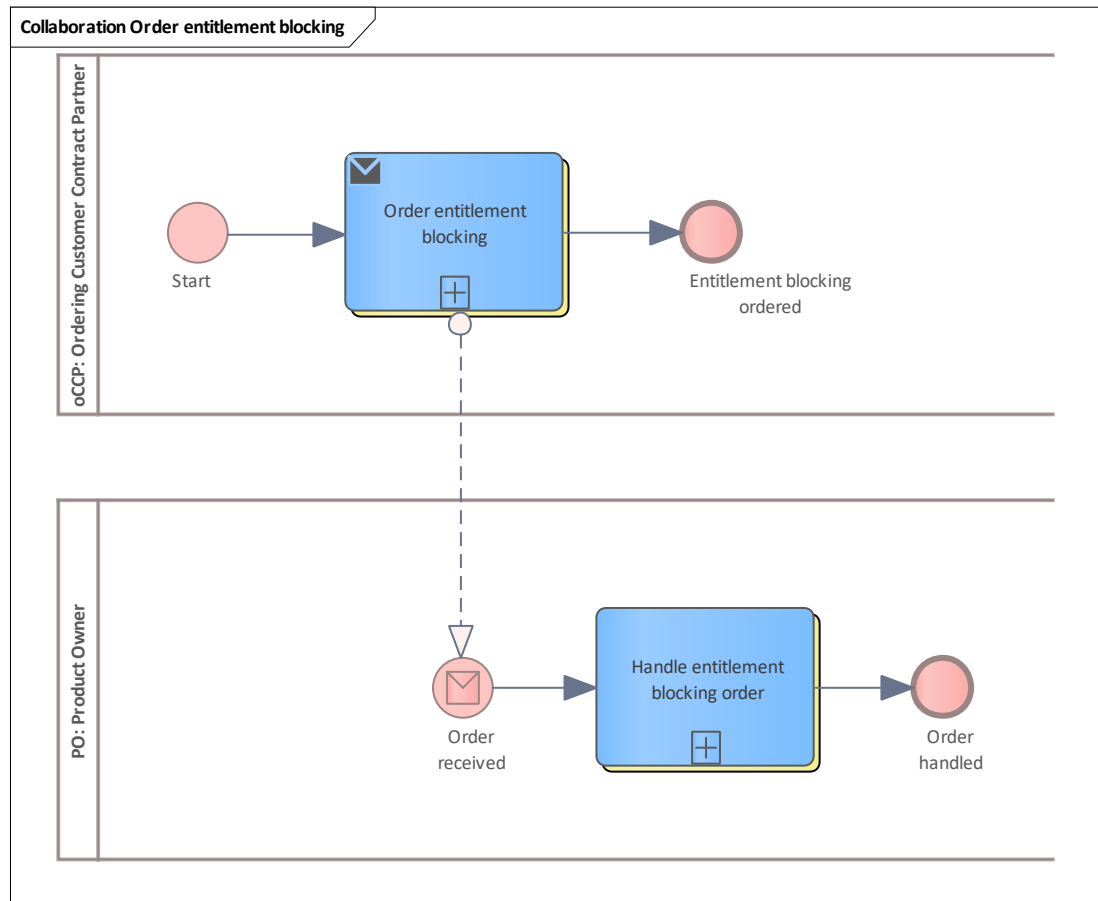 Collaboration Order entitlement blocking
oCCP: Ordering Customer Contract Partner
Order entitlement
blocking
Start
Entitlement blocking
ordered
PO: Product Owner
Handle entitlement
blocking order
Order
received
Order
handled